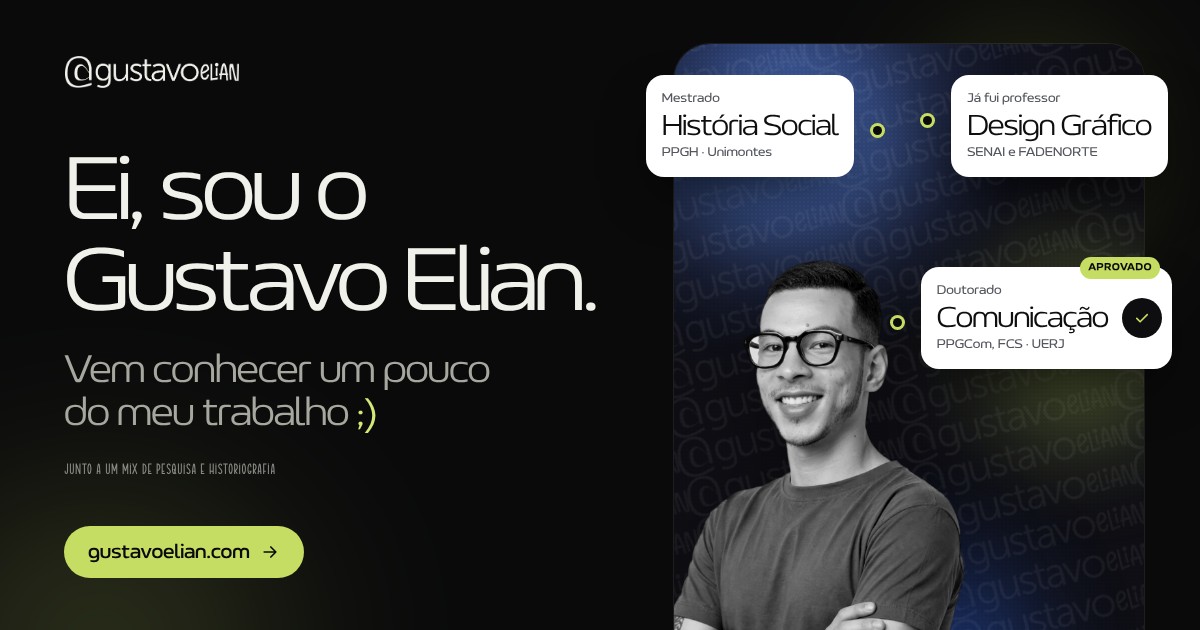 @gustavoelian
Ei, sou o
Gustavo Elian.
Vem conhecer um pouco
do meu trabalho ;)
JUNTO A UM MIX DE PESQUISA E HISTORIOGRAFIA
gustavoelian.com →
Mestrado
História Social
PPGH · Unimontes
Já fui professor
Design Gráfico
SENAI e FADENORTE
APROVADO
Doutorado
Comunicação
PPGCom, FCS · UERJ